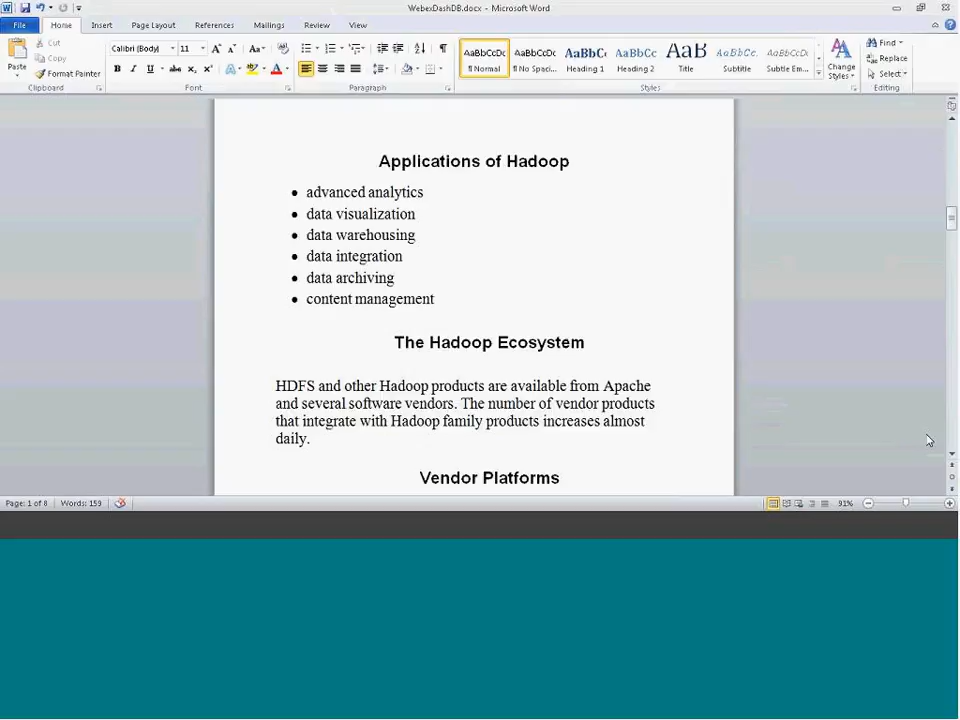 WebexDashDB.docx - Microsoft Word
File Home Insert Page Layout References Mailings Review View
Cut
Copy
Format Painter
Paste
Calibri (Body) 11
AaBbCcDc AaBbCcDc AaBbC AaBbCc AaB AaBbCc. AaBbCcDc
¶ Normal ¶ No Spaci... Heading 1 Heading 2 Title Subtitle Subtle Em...
Change
Styles
Find
Replace
Select
Clipboard Font Paragraph Styles Editing
Applications of Hadoop
• advanced analytics
• data visualization
• data warehousing
• data integration
• data archiving
• content management
The Hadoop Ecosystem
HDFS and other Hadoop products are available from Apache
and several software vendors. The number of vendor products
that integrate with Hadoop family products increases almost
daily.
Vendor Platforms
Page: 1 of 8 Words: 159 91%